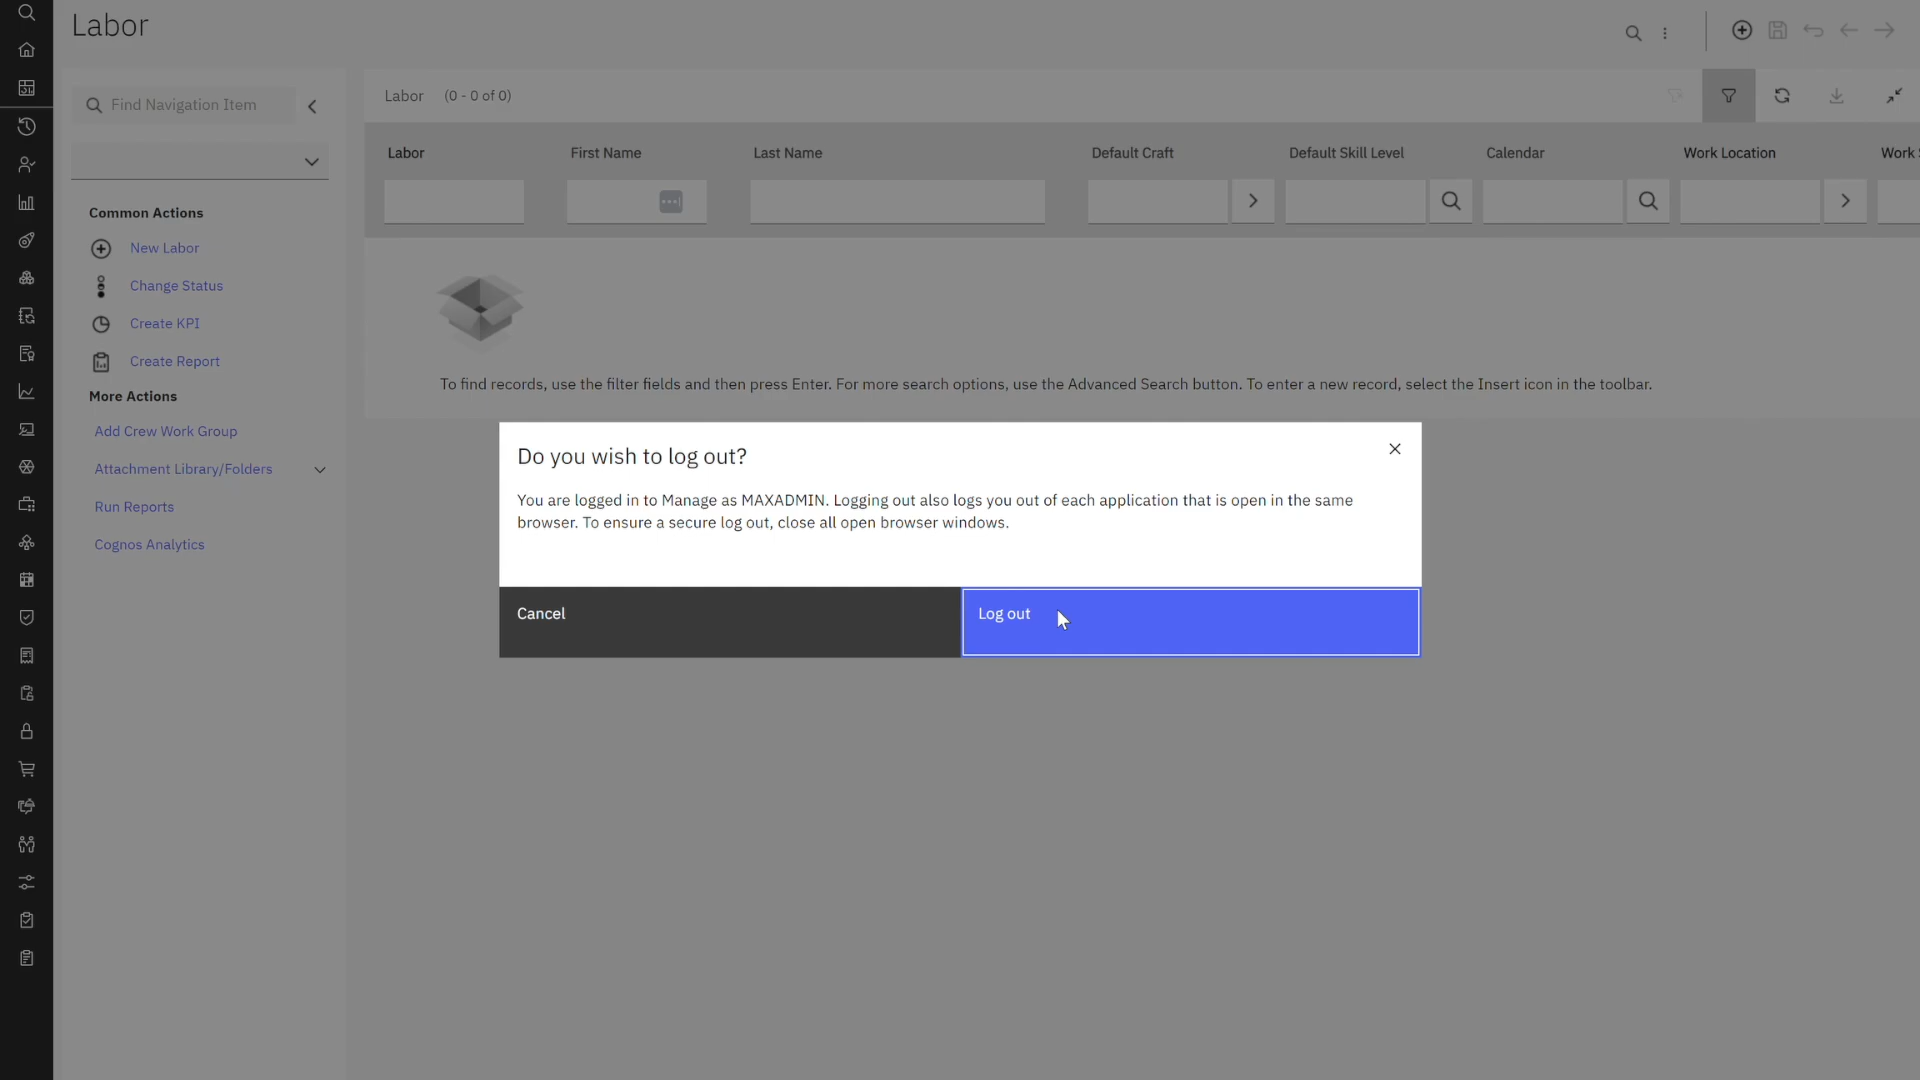 Labor
Find Navigation Item
Common Actions
New Labor
Change Status
Create KPI
Create Report
More Actions
Add Crew Work Group
Attachment Library/Folders
Run Reports
Cognos Analytics
Labor (0 - 0 of 0)
Labor First Name Last Name Default Craft Default Skill Level Calendar Work Location Work
To find records, use the filter fields and then press Enter. For more search options, use the Advanced Search button. To enter a new record, select the Insert icon in the toolbar.
Do you wish to log out?
You are logged in to Manage as MAXADMIN. Logging out also logs you out of each application that is open in the same
browser. To ensure a secure log out, close all open browser windows.
Cancel
Log out